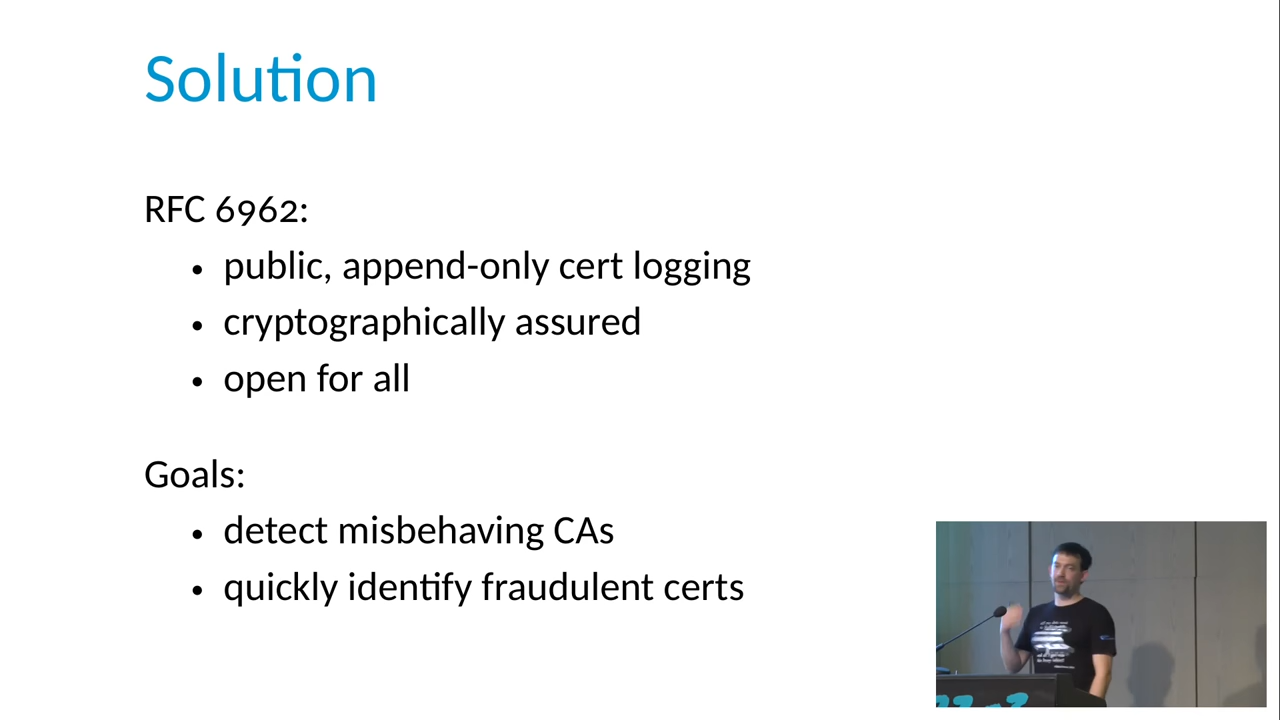 Solution
RFC 6962:
• public, append-only cert logging
• cryptographically assured
• open for all
Goals:
• detect misbehaving CAs
• quickly identify fraudulent certs